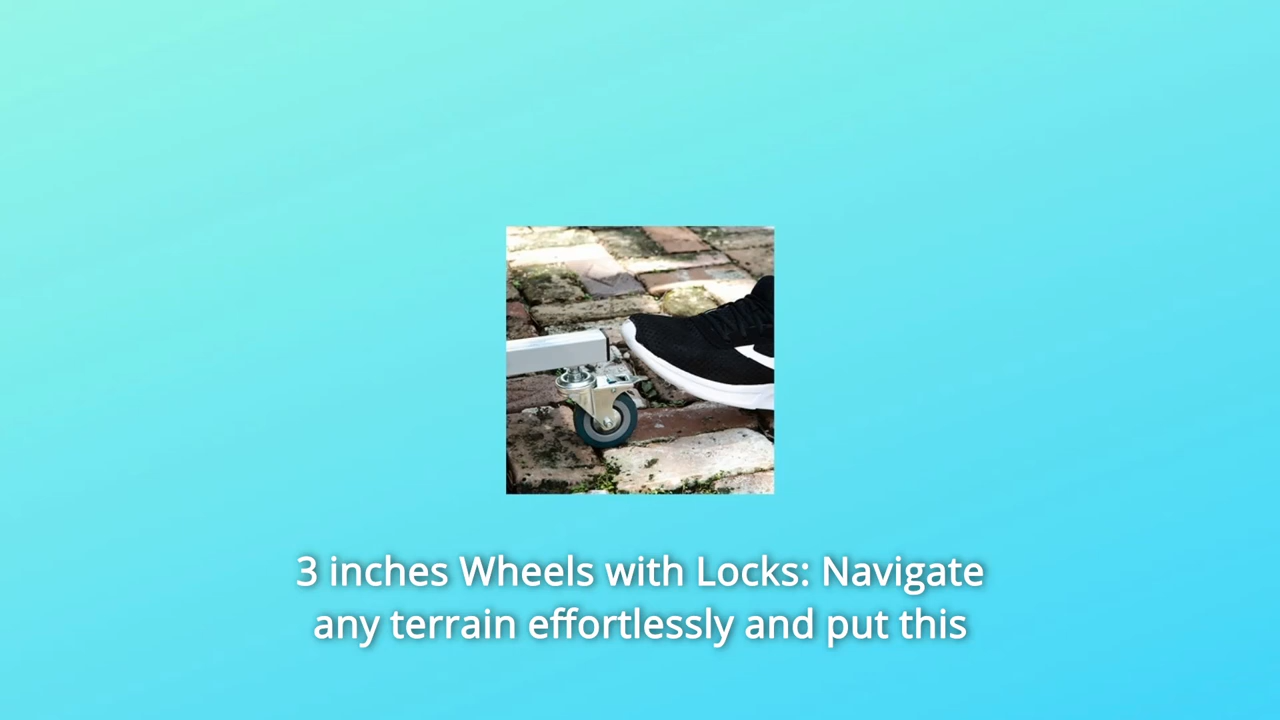 3 inches Wheels with Locks: Navigate
any terrain effortlessly and put this